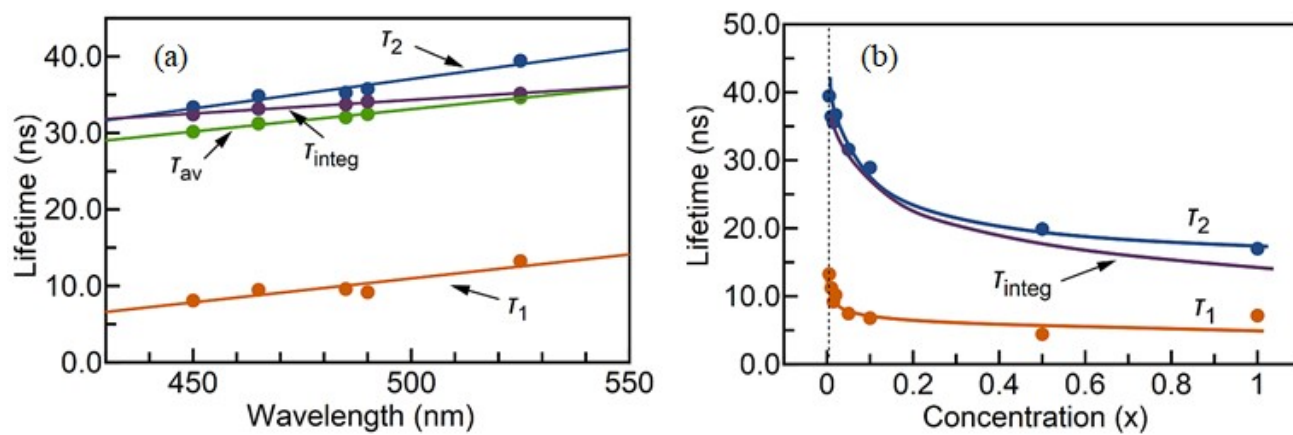 (a)
Lifetime (ns)
40.0
30.0
20.0
10.0
0.0
τ2
τav
τinteg
τ1
450
500
550
Wavelength (nm)
(b)
Lifetime (ns)
50.0
40.0
30.0
20.0
10.0
0.0
τ2
τinteg
τ1
0
0.2
0.4
0.6
0.8
1
Concentration (x)